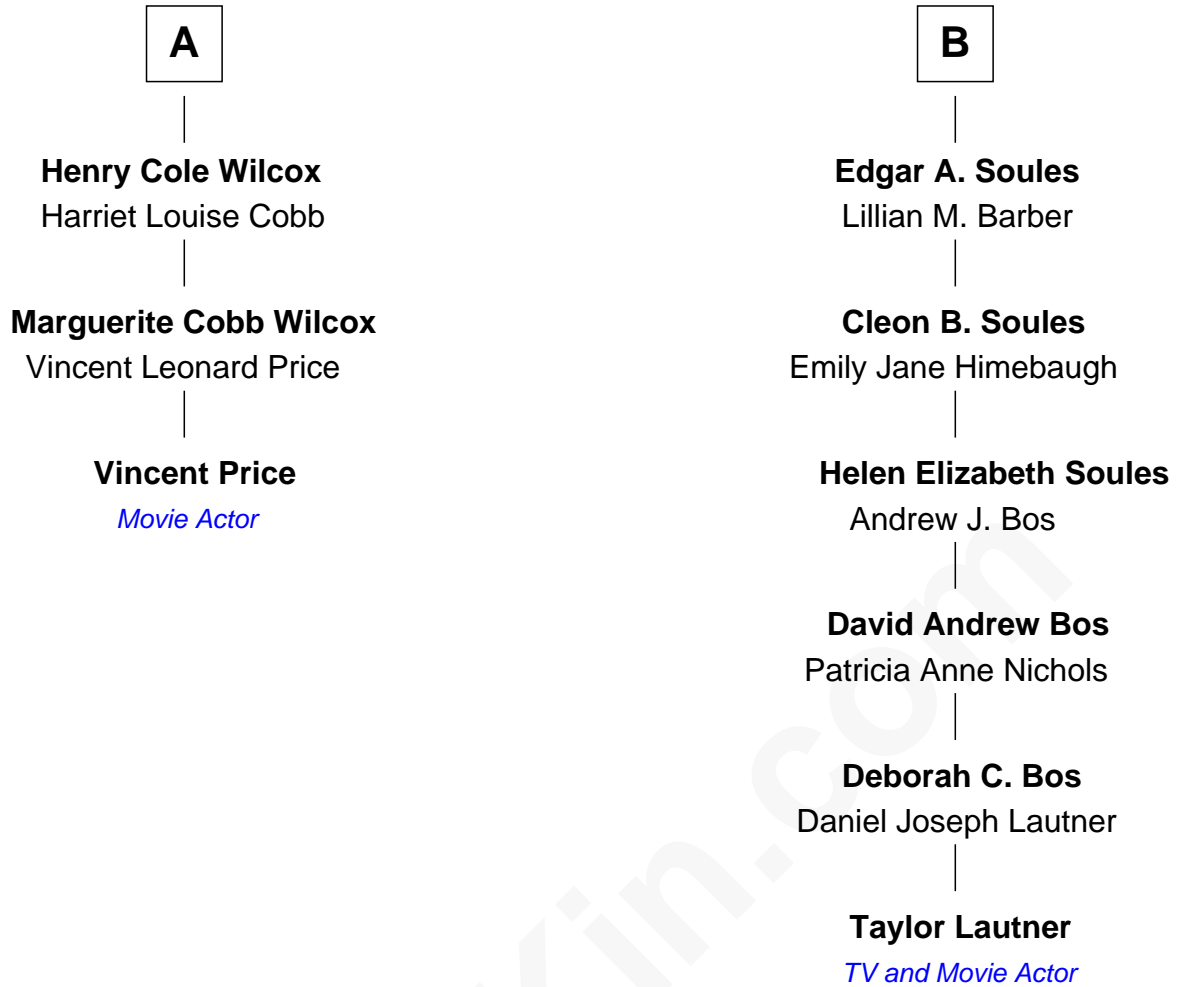 A
Henry Cole Wilcox
Harriet Louise Cobb
Marguerite Cobb Wilcox
Vincent Leonard Price
Vincent Price
Movie Actor
B
Edgar A. Soules
Lillian M. Barber
Cleon B. Soules
Emily Jane Himebaugh
Helen Elizabeth Soules
Andrew J. Bos
David Andrew Bos
Patricia Anne Nichols
Deborah C. Bos
Daniel Joseph Lautner
Taylor Lautner
TV and Movie Actor
Kin.com